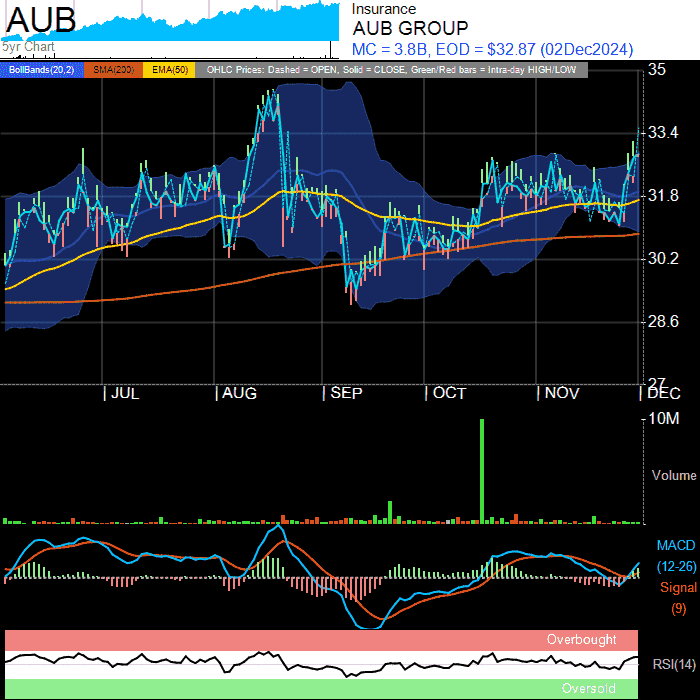 AUB
5yr Chart
Insurance
AUB GROUP
MC = 3.8B, EOD = $32.87 (02Dec2024)
BollBands(20,2) SMA(200) EMA(50) OHLC Prices: Dashed = OPEN, Solid = CLOSE, Green/Red bars = Intra-day HIGH/LOW
35
33.4
31.8
30.2
28.6
27
JUL AUG SEP OCT NOV DEC
10M
Volume
MACD
(12-26)
Signal
(9)
Overbought
RSI(14)
Oversold